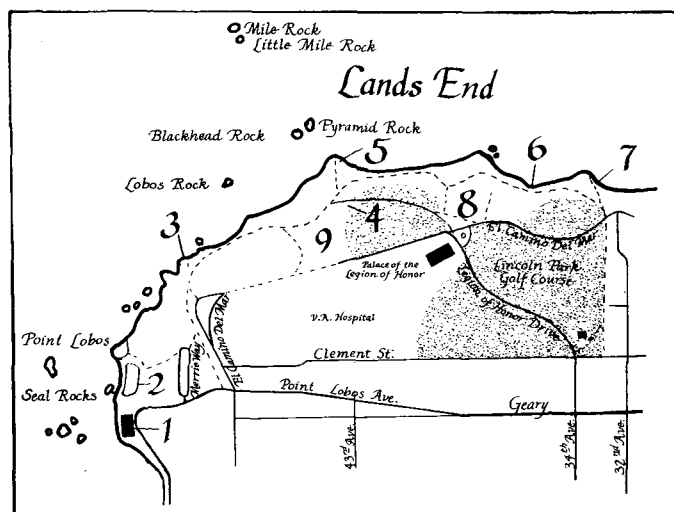 Mile Rock
Little Mile Rock
Lands End
Pyramid Rock
Blackhead Rock
5
6
7
Lobos Rock
3
4
8
9
El Camino Del Mar
Palace of the
Legion of Honor
Lincoln Park
Golf Course
Legion of Honor Drive
El Camino Del Mar
V.A. Hospital
Point Lobos
Clement St.
Merrie Way
2
Seal Rocks
Point Lobos Ave.
Geary
1
43rd Ave.
34th Ave.
32nd Ave.